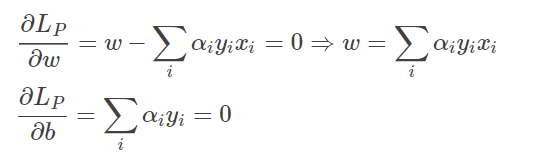 ∂L_P/∂w = w − ∑_i α_i y_i x_i = 0 ⇒ w = ∑_i α_i y_i x_i
∂L_P/∂b = ∑_i α_i y_i = 0